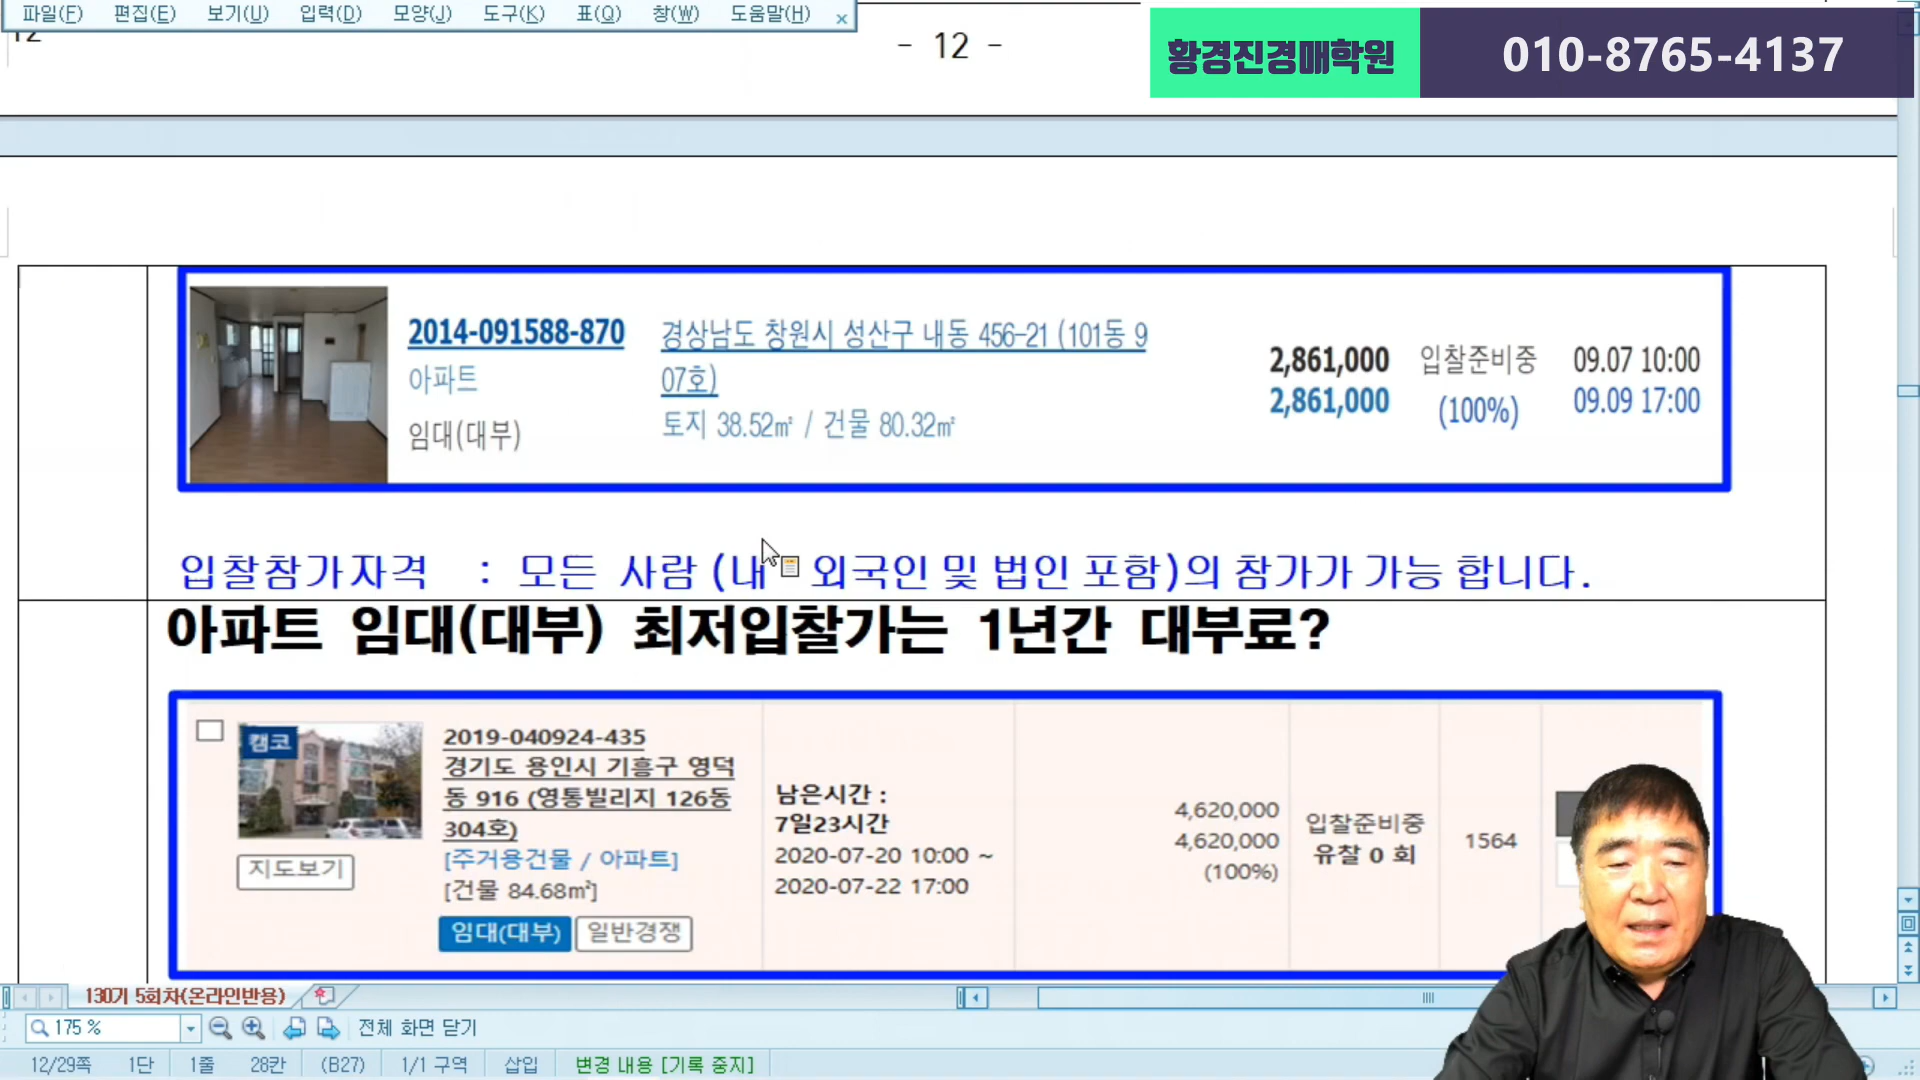 파일(F) 편집(E) 보기(U) 입력(D) 모양(J) 도구(K) 표(Q) 창(W) 도움말(H) x
- 12 -
황경진경매학원 010-8765-4137
2014-091588-870
아파트
임대(대부)
경상남도 창원시 성산구 내동 456-21 (101동 9
07호)
토지 38.52㎡ / 건물 80.32㎡
2,861,000
2,861,000
입찰준비중
(100%)
09.07 10:00
09.09 17:00
입찰참가자격 : 모든 사람 (내 외국인 및 법인 포함)의 참가가 가능 합니다.
아파트 임대(대부) 최저입찰가는 1년간 대부료?
캠코
지도보기
2019-040924-435
경기도 용인시 기흥구 영덕
동 916 (영통빌리지 126동
304호)
[주거용건물 / 아파트]
[건물 84.68㎡]
임대(대부) 일반경쟁
남은시간 :
7일23시간
2020-07-20 10:00 ~
2020-07-22 17:00
4,620,000
4,620,000
(100%)
입찰준비중
유찰 0 회
1564
130기 5회차(온라인반용)
175 % 전체 화면 닫기
12/29쪽 1단 1줄 28칸 (B27) 1/1 구역 삽입 변경 내용 [기록 중지]